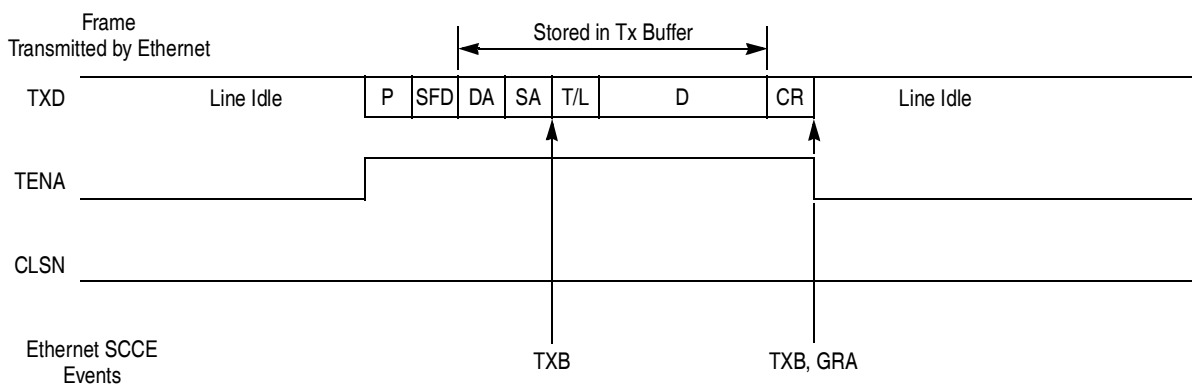 Frame
Transmitted by Ethernet
Stored in Tx Buffer
TXD
Line Idle
P
SFD
DA
SA
T/L
D
CR
Line Idle
TENA
CLSN
Ethernet SCCE
Events
TXB
TXB, GRA